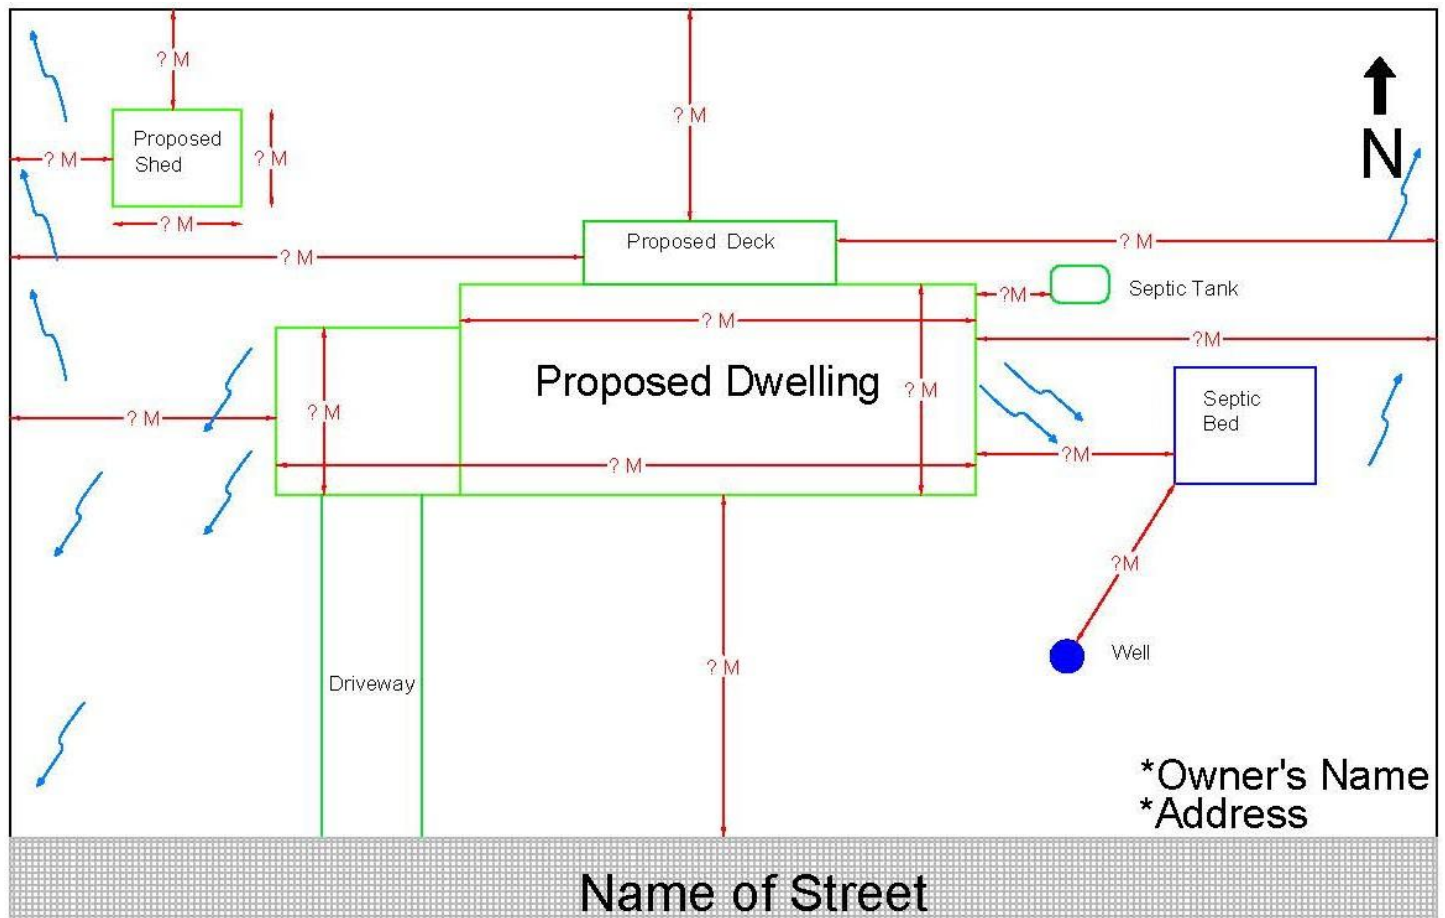 ? M
? M
N
Proposed
Shed
? M
? M
? M
Proposed Deck
? M
? M
?M
Septic Tank
? M
?M
Proposed Dwelling
? M
Septic
Bed
? M
? M
? M
?M
?M
Well
? M
Driveway
*Owner's Name
*Address
Name of Street